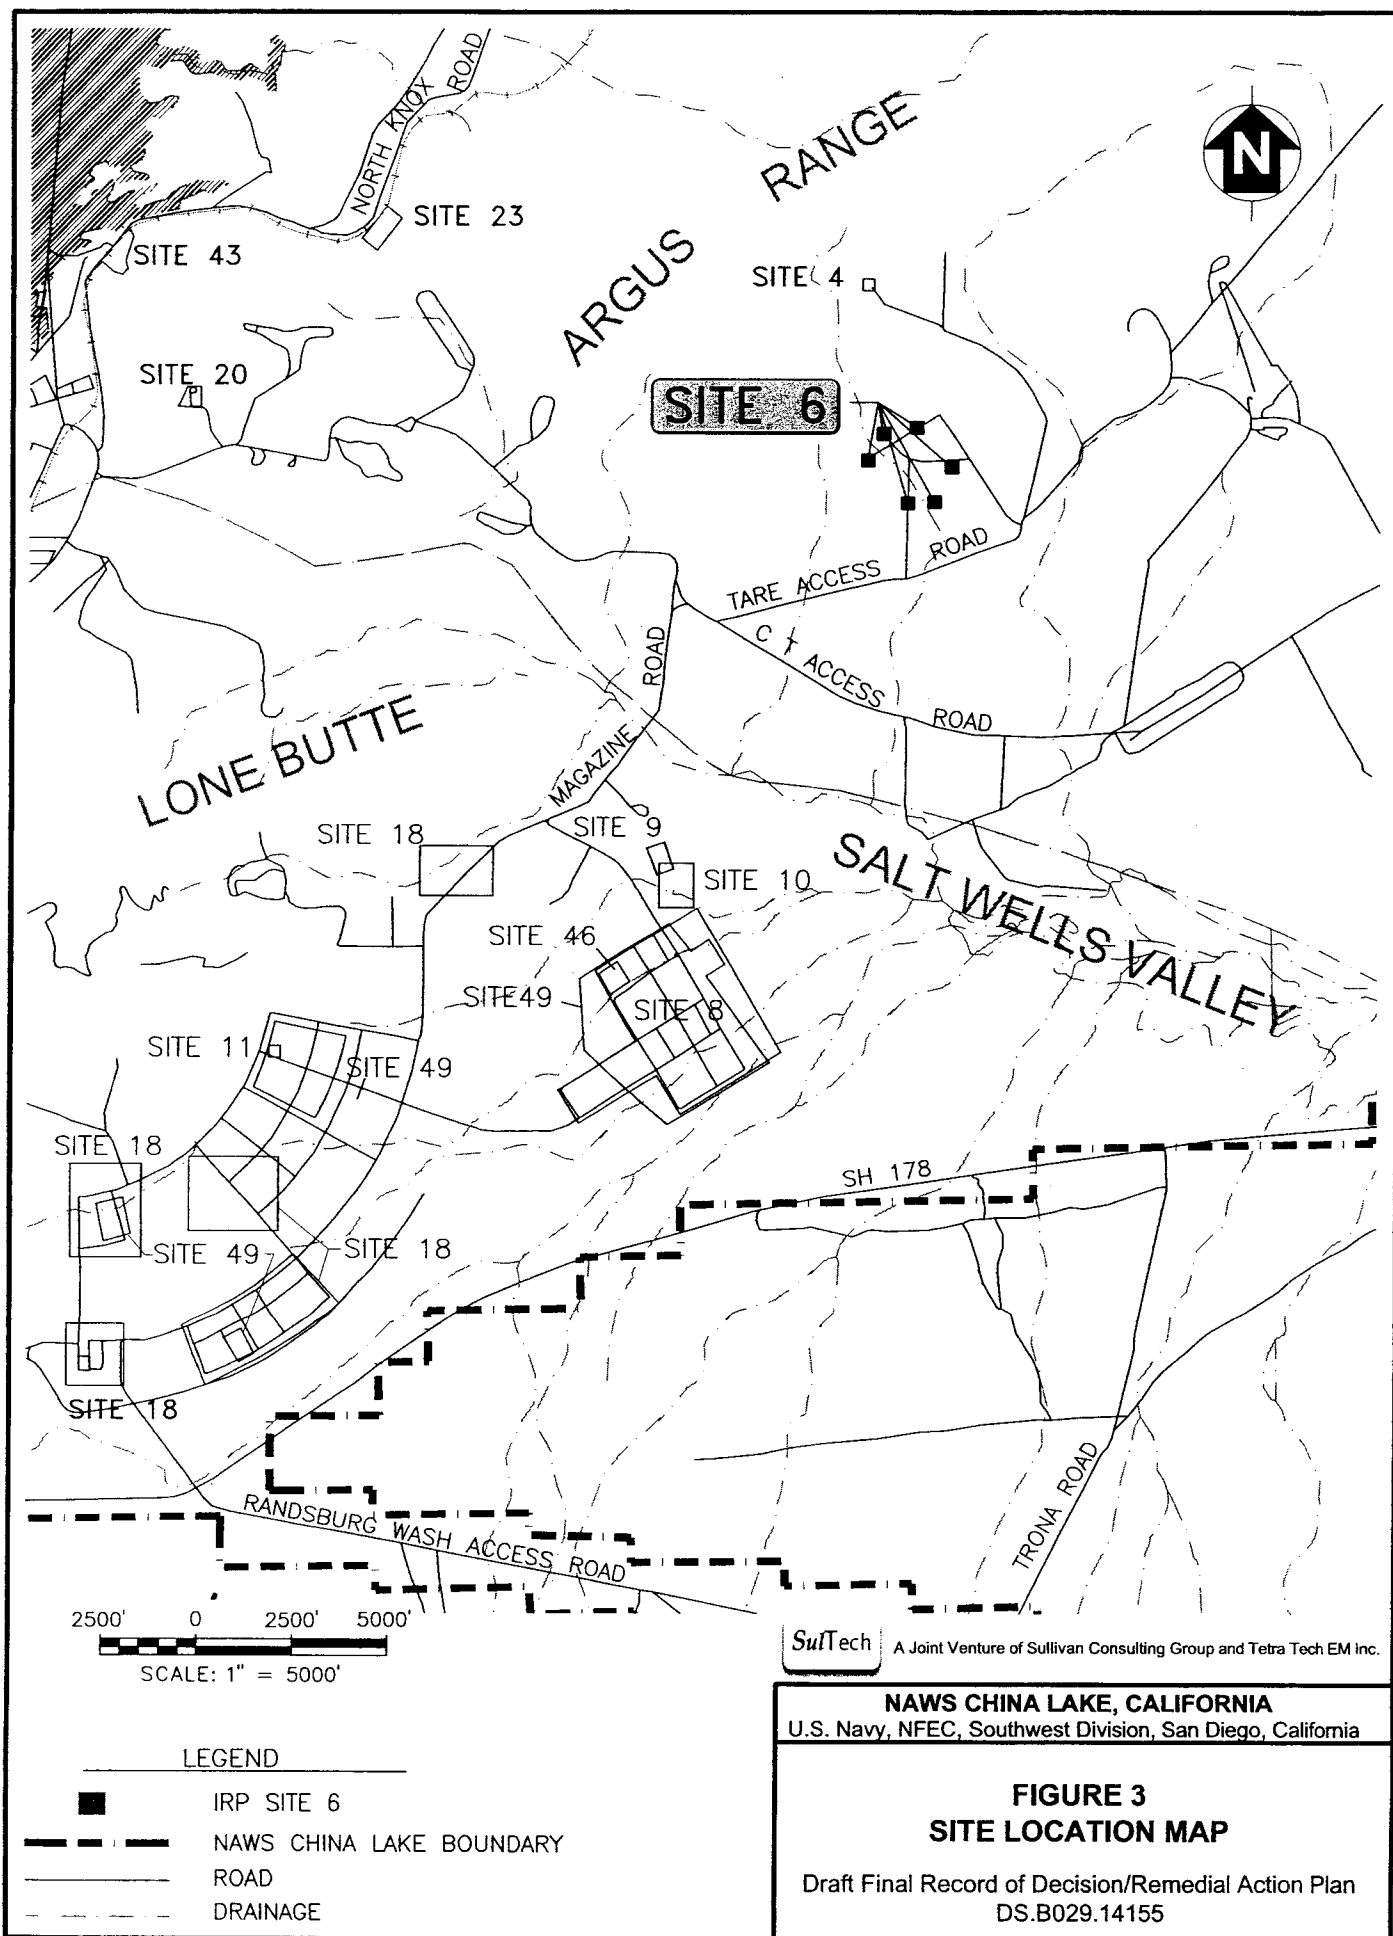 NORTH KNOX ROAD
RANGE
N
SITE 23
SITE 43
ARGUS
SITE 4
SITE 20
SITE 6
TARE ACCESS ROAD
C T ACCESS ROAD
ROAD
LONE BUTTE
MAGAZINE
SITE 18
SITE 9
SITE 10
SALT WELLS VALLEY
SITE 46
SITE49
SITE 8
SITE 11
SITE 49
SITE 18
SH 178
SITE 49
SITE 18
SITE 18
RANDSBURG WASH ACCESS ROAD
TRONA ROAD
2500' 0 2500' 5000'
SCALE: 1" = 5000'
SulTech
A Joint Venture of Sullivan Consulting Group and Tetra Tech EM Inc.
NAWS CHINA LAKE, CALIFORNIA
U.S. Navy, NFEC, Southwest Division, San Diego, California
LEGEND
IRP SITE 6
NAWS CHINA LAKE BOUNDARY
ROAD
DRAINAGE
FIGURE 3
SITE LOCATION MAP
Draft Final Record of Decision/Remedial Action Plan
DS.B029.14155